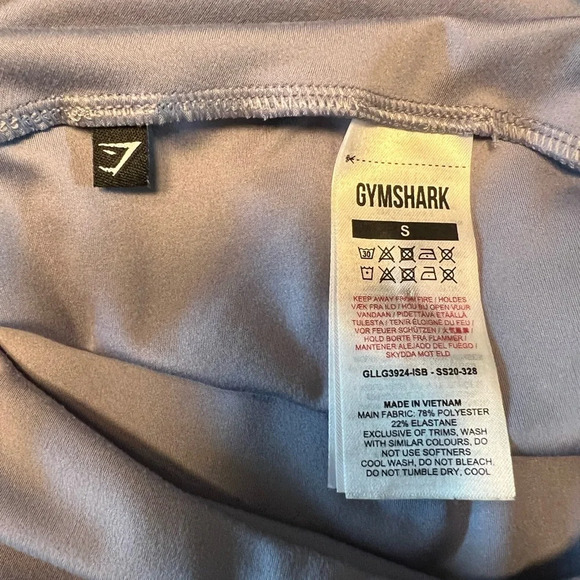 GYMSHARK
S
30
KEEP AWAY FROM FIRE / HOLDES
VÆK FRA ILD / HOU BIJ OPEN VUUR
VANDAAN / PIDETTÄVÄ ETÄÄLLÄ
TULESTA / TENIR ÉLOIGNÉ DU FEU /
VOR FEUER SCHÜTZEN /
HOLD BORTE FRA FLAMMER /
MANTENER ALEJADO DEL FUEGO /
SKYDDA MOT ELD
GLLG3924-ISB - SS20-328
MADE IN VIETNAM
MAIN FABRIC: 78% POLYESTER
22% ELASTANE
EXCLUSIVE OF TRIMS, WASH
WITH SIMILAR COLOURS, DO
NOT USE SOFTNERS
COOL WASH, DO NOT BLEACH.
DO NOT TUMBLE DRY, COOL